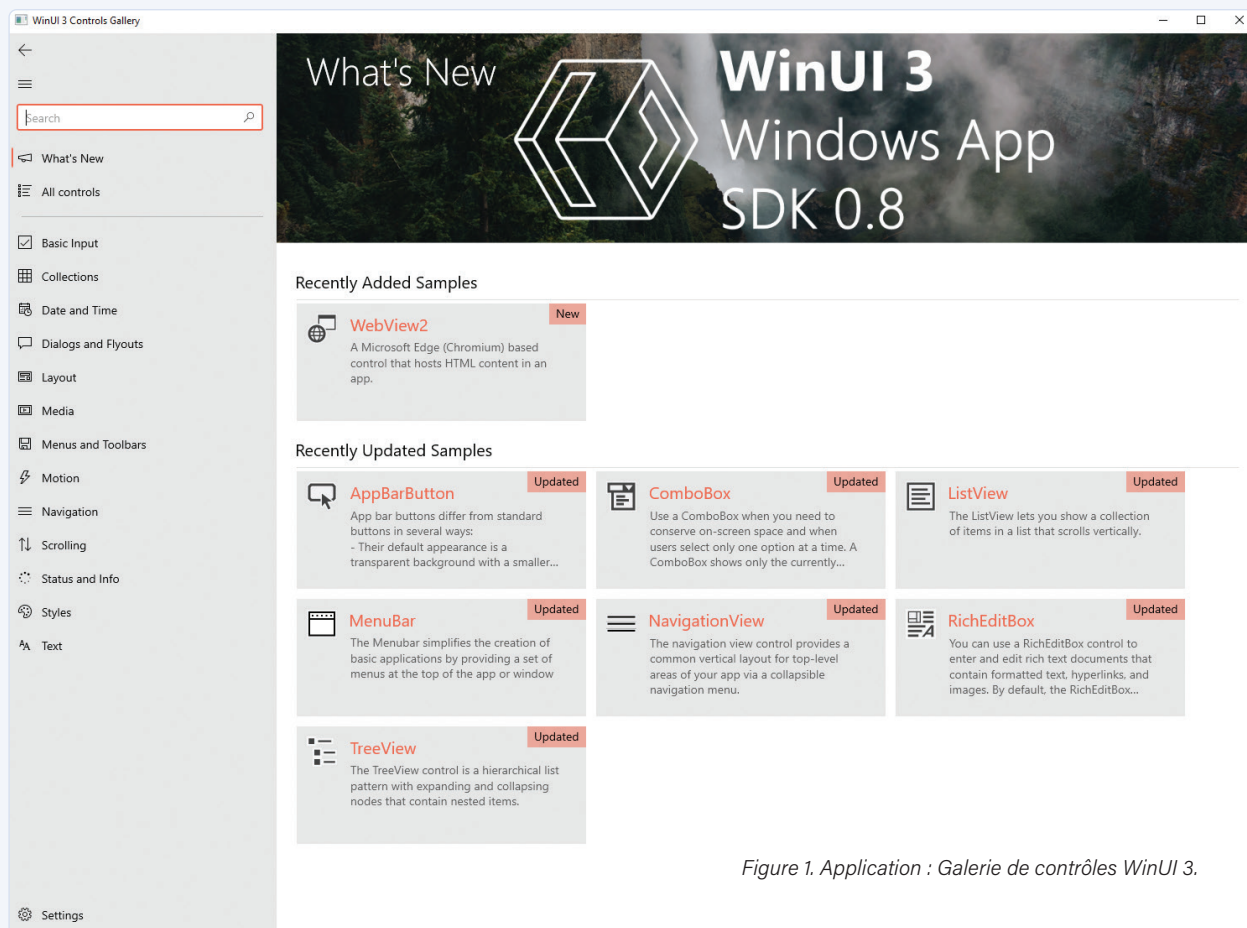 WinUI 3 Controls Gallery
Search
What's New
All controls
Basic Input
Collections
Date and Time
Dialogs and Flyouts
Layout
Media
Menus and Toolbars
Motion
Navigation
Scrolling
Status and Info
Styles
Text
Settings
What's New
WinUI 3
Windows App
SDK 0.8
Recently Added Samples
New
WebView2
A Microsoft Edge (Chromium) based
control that hosts HTML content in an
app.
Recently Updated Samples
Updated
AppBarButton
App bar buttons differ from standard
buttons in several ways:
- Their default appearance is a
transparent background with a smaller...
Updated
ComboBox
Use a ComboBox when you need to
conserve on-screen space and when
users select only one option at a time. A
ComboBox shows only the currently...
Updated
ListView
The ListView lets you show a collection
of items in a list that scrolls vertically.
Updated
MenuBar
The Menubar simplifies the creation of
basic applications by providing a set of
menus at the top of the app or window
Updated
NavigationView
The navigation view control provides a
common vertical layout for top-level
areas of your app via a collapsible
navigation menu.
Updated
RichEditBox
You can use a RichEditBox control to
enter and edit rich text documents that
contain formatted text, hyperlinks, and
images. By default, the RichEditBox...
Updated
TreeView
The TreeView control is a hierarchical list
pattern with expanding and collapsing
nodes that contain nested items.
Figure 1. Application : Galerie de contrôles WinUI 3.